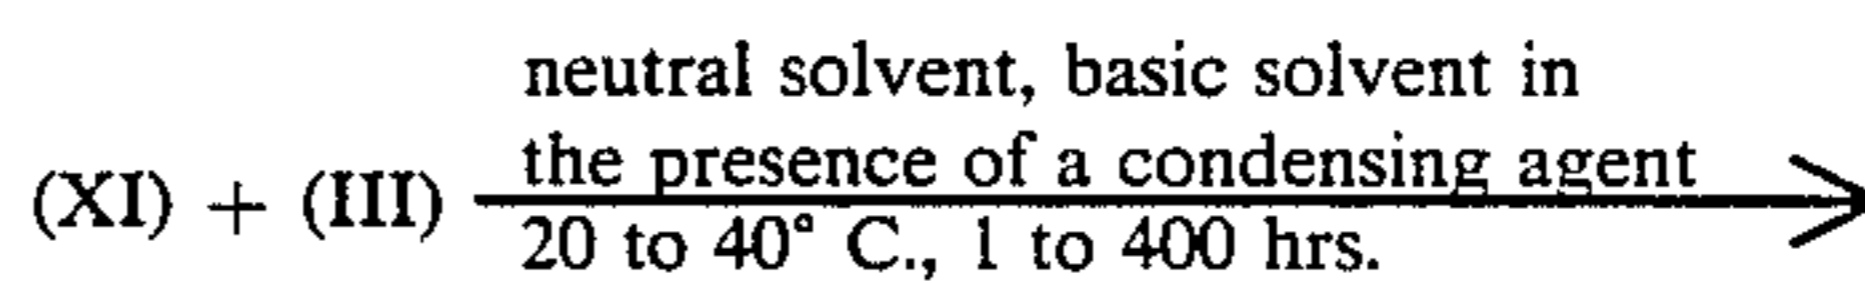 neutral solvent, basic solvent in
the presence of a condensing agent
(XI) + (III)
20 to 40° C., 1 to 400 hrs.